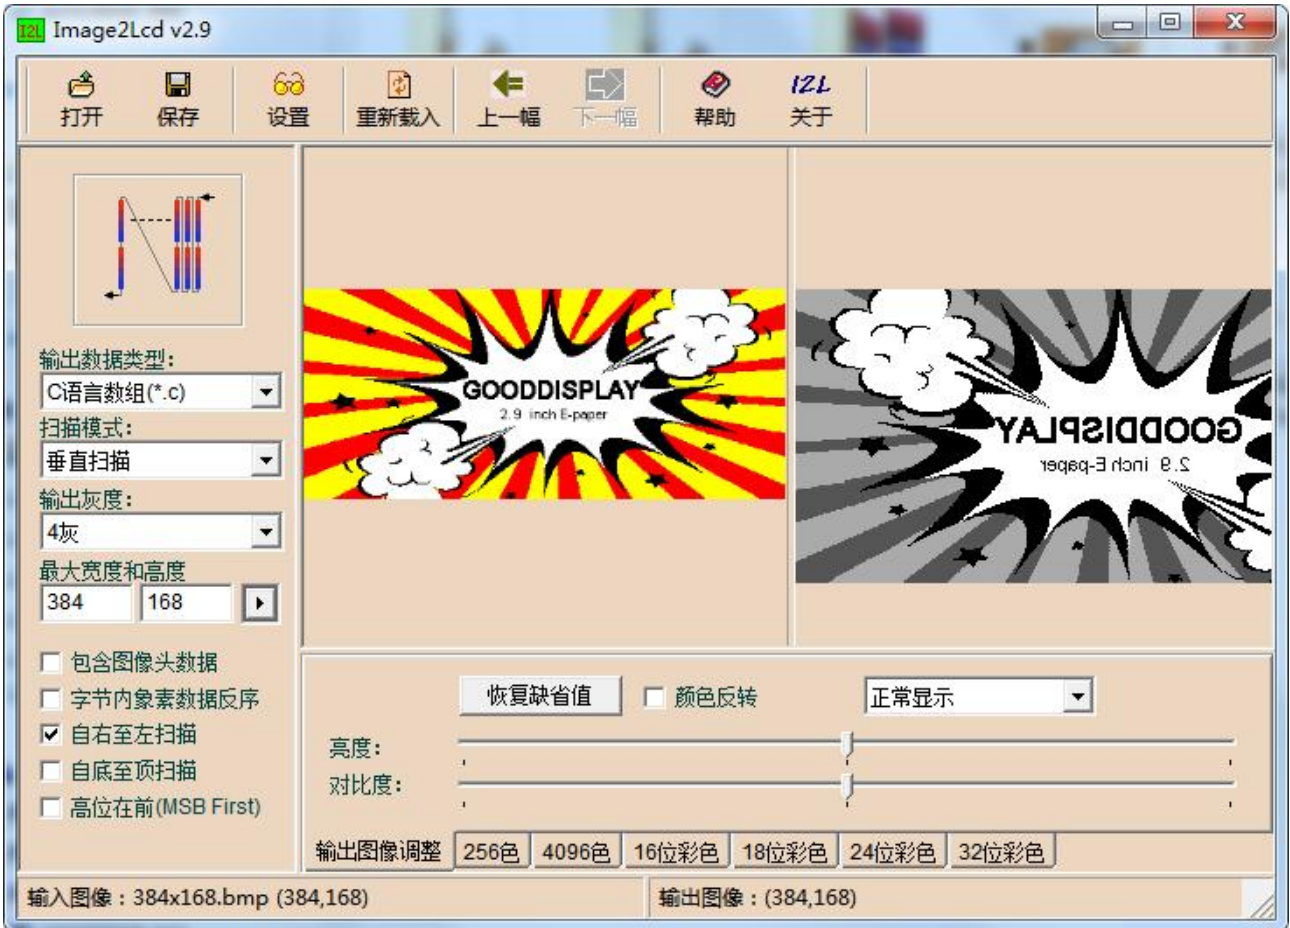 I2L Image2Lcd v2.9
打开 保存 设置 重新载入 上一幅 下一幅 帮助 I2L 关于
输出数据类型:
C语言数组(*.c)
扫描模式:
垂直扫描
输出灰度:
4灰
最大宽度和高度
384 168
包含图像头数据
字节内象素数据反序
自右至左扫描
自底至顶扫描
高位在前(MSB First)
GOODDISPLAY
2.9 inch E-paper
GOODDISPLAY
2.9 inch E-paper
恢复缺省值 颜色反转 正常显示
亮度:
对比度:
输出图像调整 256色 4096色 16位彩色 18位彩色 24位彩色 32位彩色
输入图像:384x168.bmp (384,168) 输出图像:(384,168)